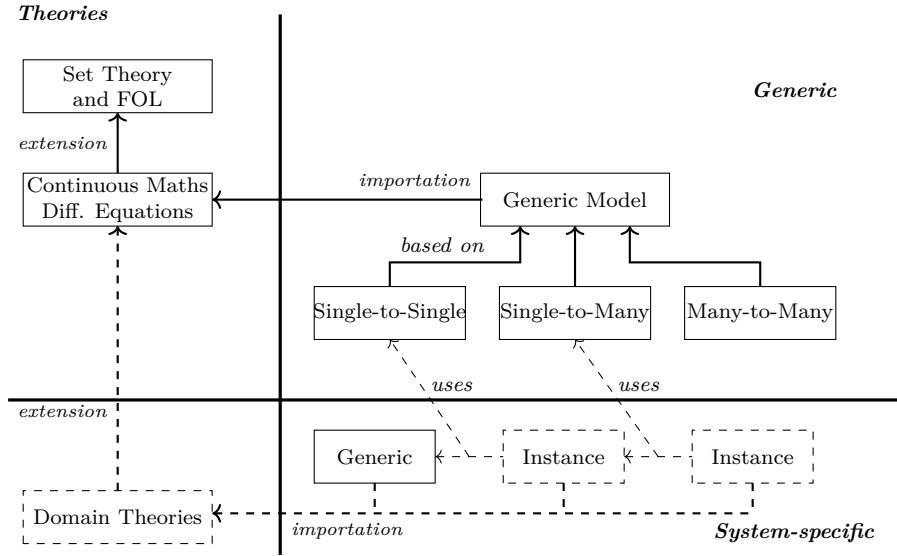 Theories
Set Theory
and FOL
Generic
extension
Continuous Maths
Diff. Equations
importation
Generic Model
based on
Single-to-Single
Single-to-Many
Many-to-Many
uses
uses
extension
Generic
Instance
Instance
Domain Theories
importation
System-specific